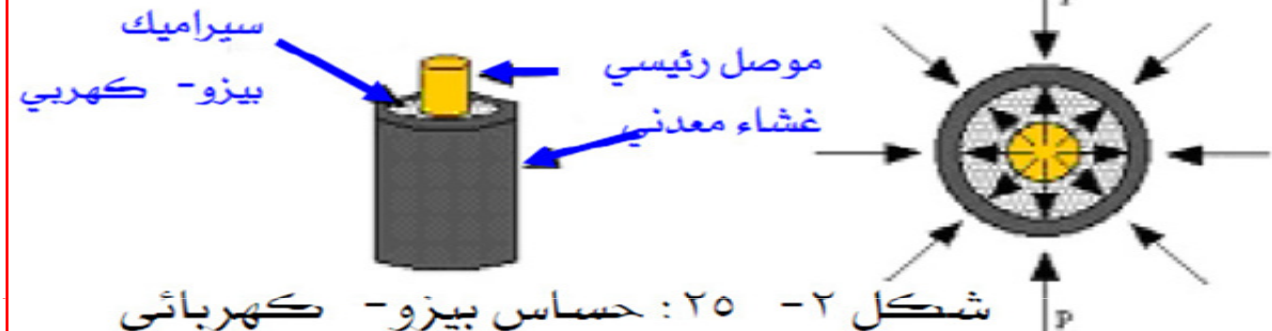 سيراميك
بيزو- كهربي
موصل رئيسي
غشاء معدني
P
شكل ٢- ٢٥: حساس بيزو- كهربائي